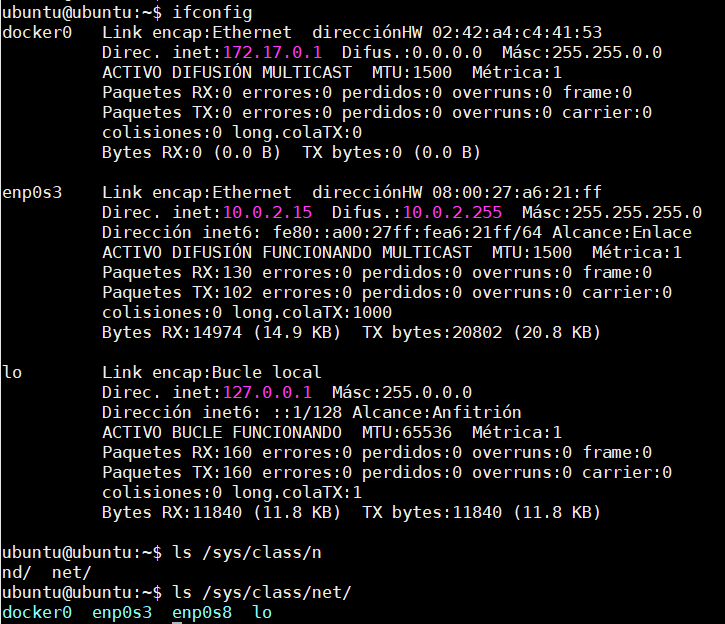 ubuntu@ubuntu:~$ ifconfig
docker0   Link encap:Ethernet  direcciónHW 02:42:a4:c4:41:53
          Direc. inet:172.17.0.1  Difus.:0.0.0.0  Másc:255.255.0.0
          ACTIVO DIFUSIÓN MULTICAST  MTU:1500  Métrica:1
          Paquetes RX:0 errores:0 perdidos:0 overruns:0 frame:0
          Paquetes TX:0 errores:0 perdidos:0 overruns:0 carrier:0
          colisiones:0 long.colaTX:0
          Bytes RX:0 (0.0 B)  TX bytes:0 (0.0 B)

enp0s3    Link encap:Ethernet  direcciónHW 08:00:27:a6:21:ff
          Direc. inet:10.0.2.15  Difus.:10.0.2.255  Másc:255.255.255.0
          Dirección inet6: fe80::a00:27ff:fea6:21ff/64 Alcance:Enlace
          ACTIVO DIFUSIÓN FUNCIONANDO MULTICAST  MTU:1500  Métrica:1
          Paquetes RX:130 errores:0 perdidos:0 overruns:0 frame:0
          Paquetes TX:102 errores:0 perdidos:0 overruns:0 carrier:0
          colisiones:0 long.colaTX:1000
          Bytes RX:14974 (14.9 KB)  TX bytes:20802 (20.8 KB)

lo        Link encap:Bucle local
          Direc. inet:127.0.0.1  Másc:255.0.0.0
          Dirección inet6: ::1/128 Alcance:Anfitrión
          ACTIVO BUCLE FUNCIONANDO  MTU:65536  Métrica:1
          Paquetes RX:160 errores:0 perdidos:0 overruns:0 frame:0
          Paquetes TX:160 errores:0 perdidos:0 overruns:0 carrier:0
          colisiones:0 long.colaTX:1
          Bytes RX:11840 (11.8 KB)  TX bytes:11840 (11.8 KB)

ubuntu@ubuntu:~$ ls /sys/class/n
nd/  net/
ubuntu@ubuntu:~$ ls /sys/class/net/
docker0  enp0s3  enp0s8  lo